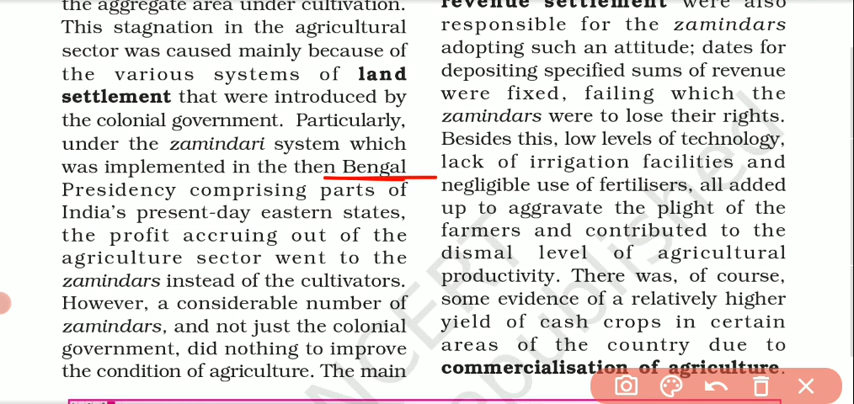 the aggregate area under cultivation.
This stagnation in the agricultural
sector was caused mainly because of
the various systems of land
settlement that were introduced by
the colonial government. Particularly,
under the zamindari system which
was implemented in the then Bengal
Presidency comprising parts of
India's present-day eastern states,
the profit accruing out of the
agriculture sector went to the
zamindars instead of the cultivators.
However, a considerable number of
zamindars, and not just the colonial
government, did nothing to improve
the condition of agriculture. The main
revenue settlement were also
responsible for the zamindars
adopting such an attitude; dates for
depositing specified sums of revenue
were fixed, failing which the
zamindars were to lose their rights.
Besides this, low levels of technology,
lack of irrigation facilities and
negligible use of fertilisers, all added
up to aggravate the plight of the
farmers and contributed to the
dismal level of agricultural
productivity. There was, of course,
some evidence of a relatively higher
yield of cash crops in certain
areas of the country due to
commercialisation of agriculture.
NCERT
republished